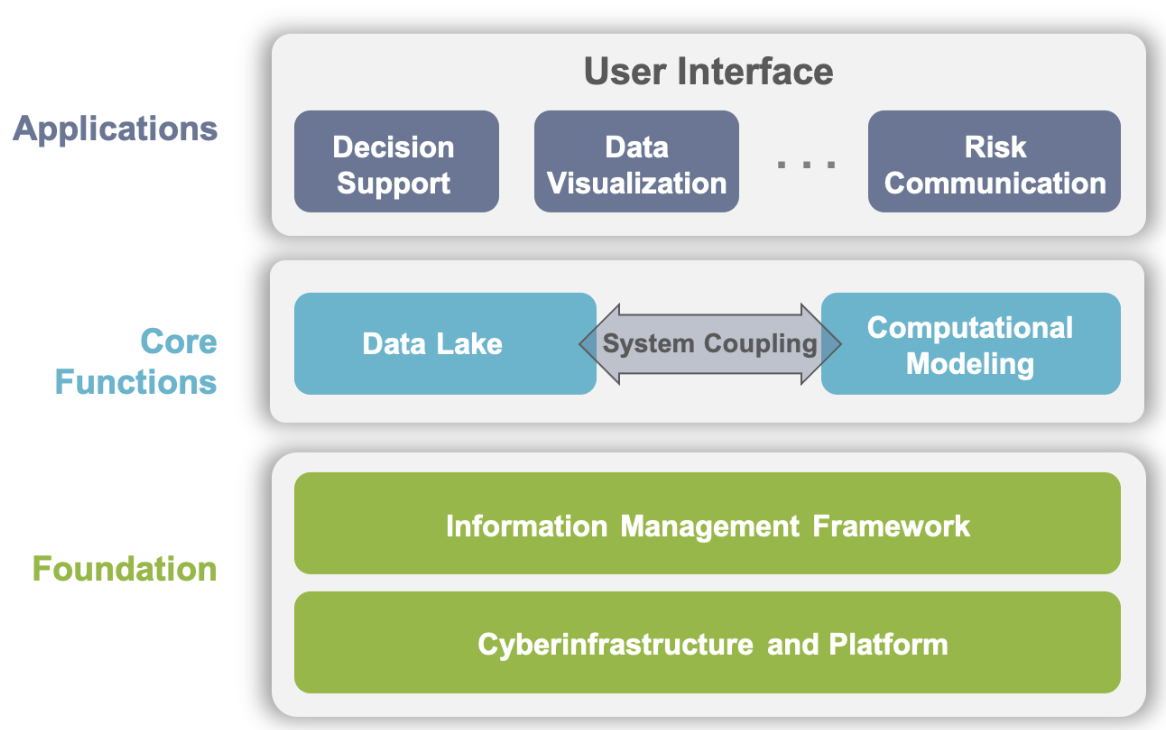 User Interface
Applications
Decision
Support
Data
Visualization
. . .
Risk
Communication
Core
Functions
Data Lake
System Coupling
Computational
Modeling
Foundation
Information Management Framework
Cyberinfrastructure and Platform